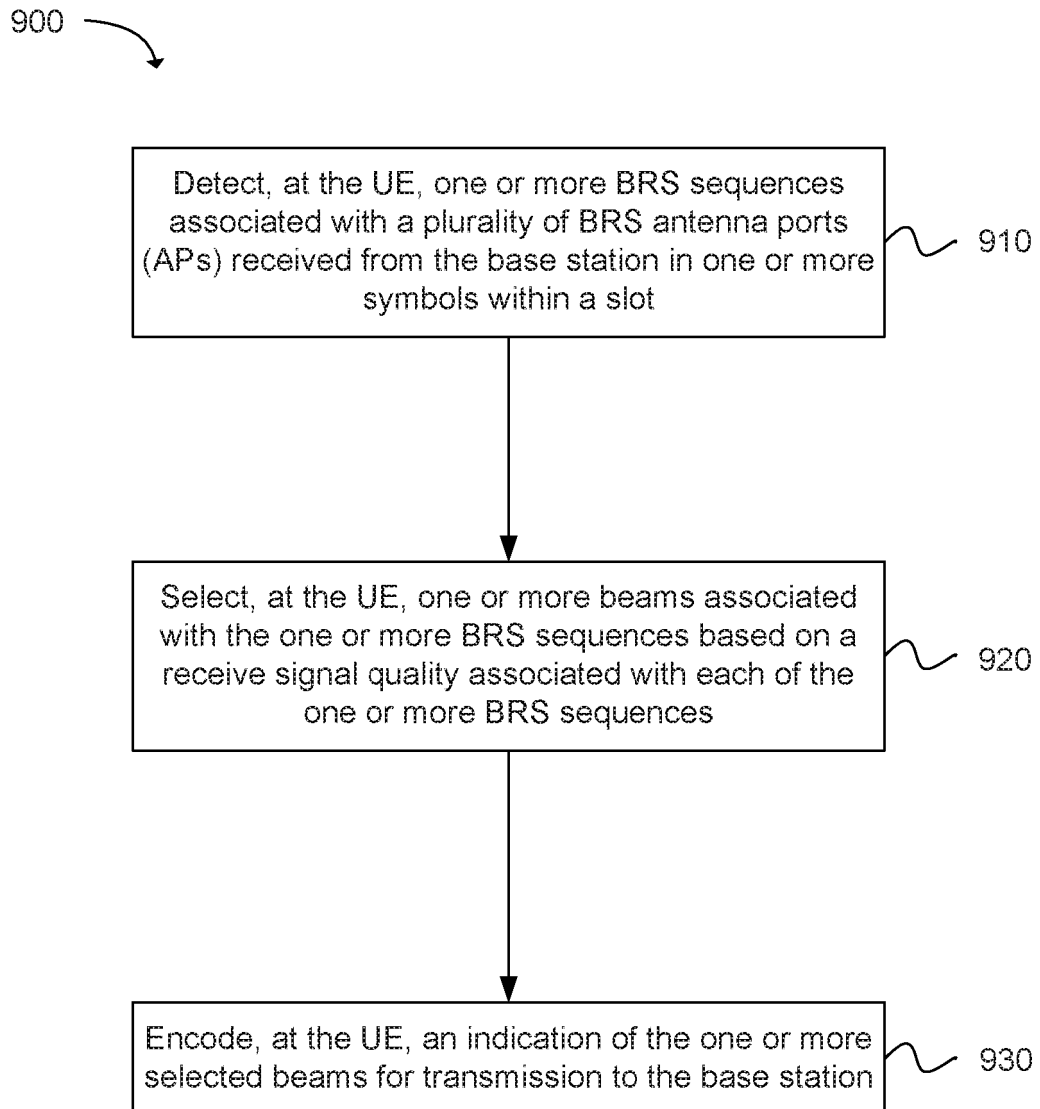 900
Detect, at the UE, one or more BRS sequences
associated with a plurality of BRS antenna ports
(APs) received from the base station in one or more
symbols within a slot
910
Select, at the UE, one or more beams associated
with the one or more BRS sequences based on a
receive signal quality associated with each of the
one or more BRS sequences
920
Encode, at the UE, an indication of the one or more
selected beams for transmission to the base station
930